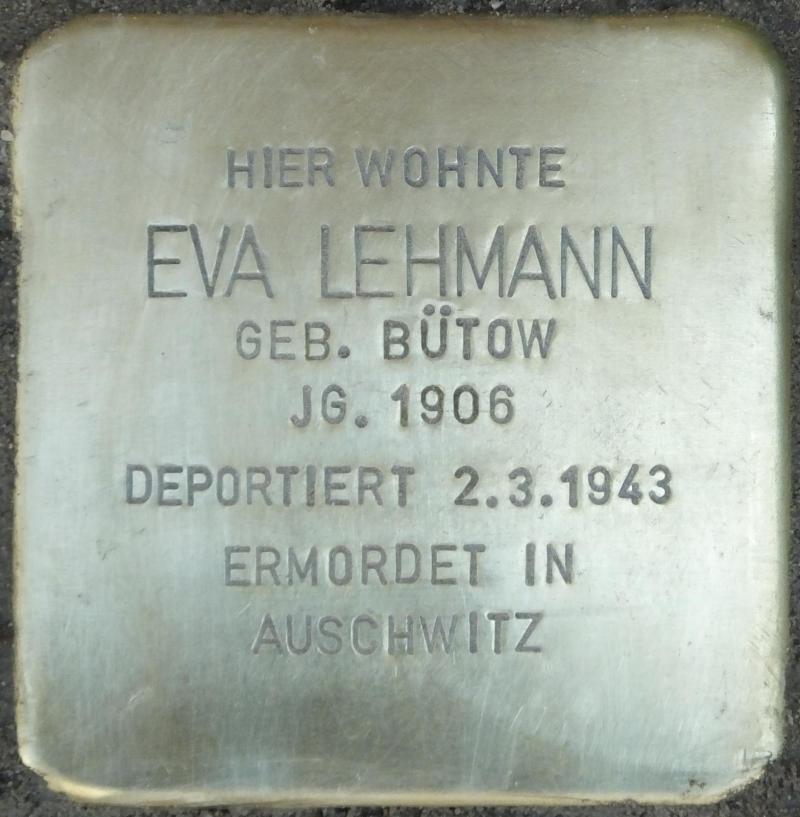 HIER WOHNTE
EVA LEHMANN
GEB. BÜTOW
JG. 1906
DEPORTIERT 2.3.1943
ERMORDET IN
AUSCHWITZ